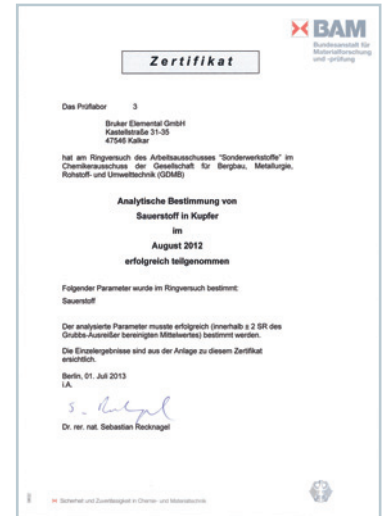 BAM
Bundesanstalt für
Materialforschung
und -prüfung
Zertifikat
Das Prüflabor 3
Bruker Elemental GmbH
Kastellstraße 31-35
47546 Kalkar
hat am Ringversuch des Arbeitsausschusses "Sonderwerkstoffe" im
Chemikerausschuss der Gesellschaft für Bergbau, Metallurgie,
Rohstoff- und Umwelttechnik (GDMB)
Analytische Bestimmung von
Sauerstoff in Kupfer
im
August 2012
erfolgreich teilgenommen
Folgender Parameter wurde im Ringversuch bestimmt:
Sauerstoff
Der analysierte Parameter musste erfolgreich (innerhalb ± 2 SR des
Grubbs-Ausreißer bereinigten Mittelwertes) bestimmt werden.
Die Einzelergebnisse sind aus der Anlage zu diesem Zertifikat
ersichtlich.
Berlin, 01. Juli 2013
i.A.
Dr. rer. nat. Sebastian Recknagel
Sicherheit und Zuverlässigkeit in Chemie- und Materialtechnik